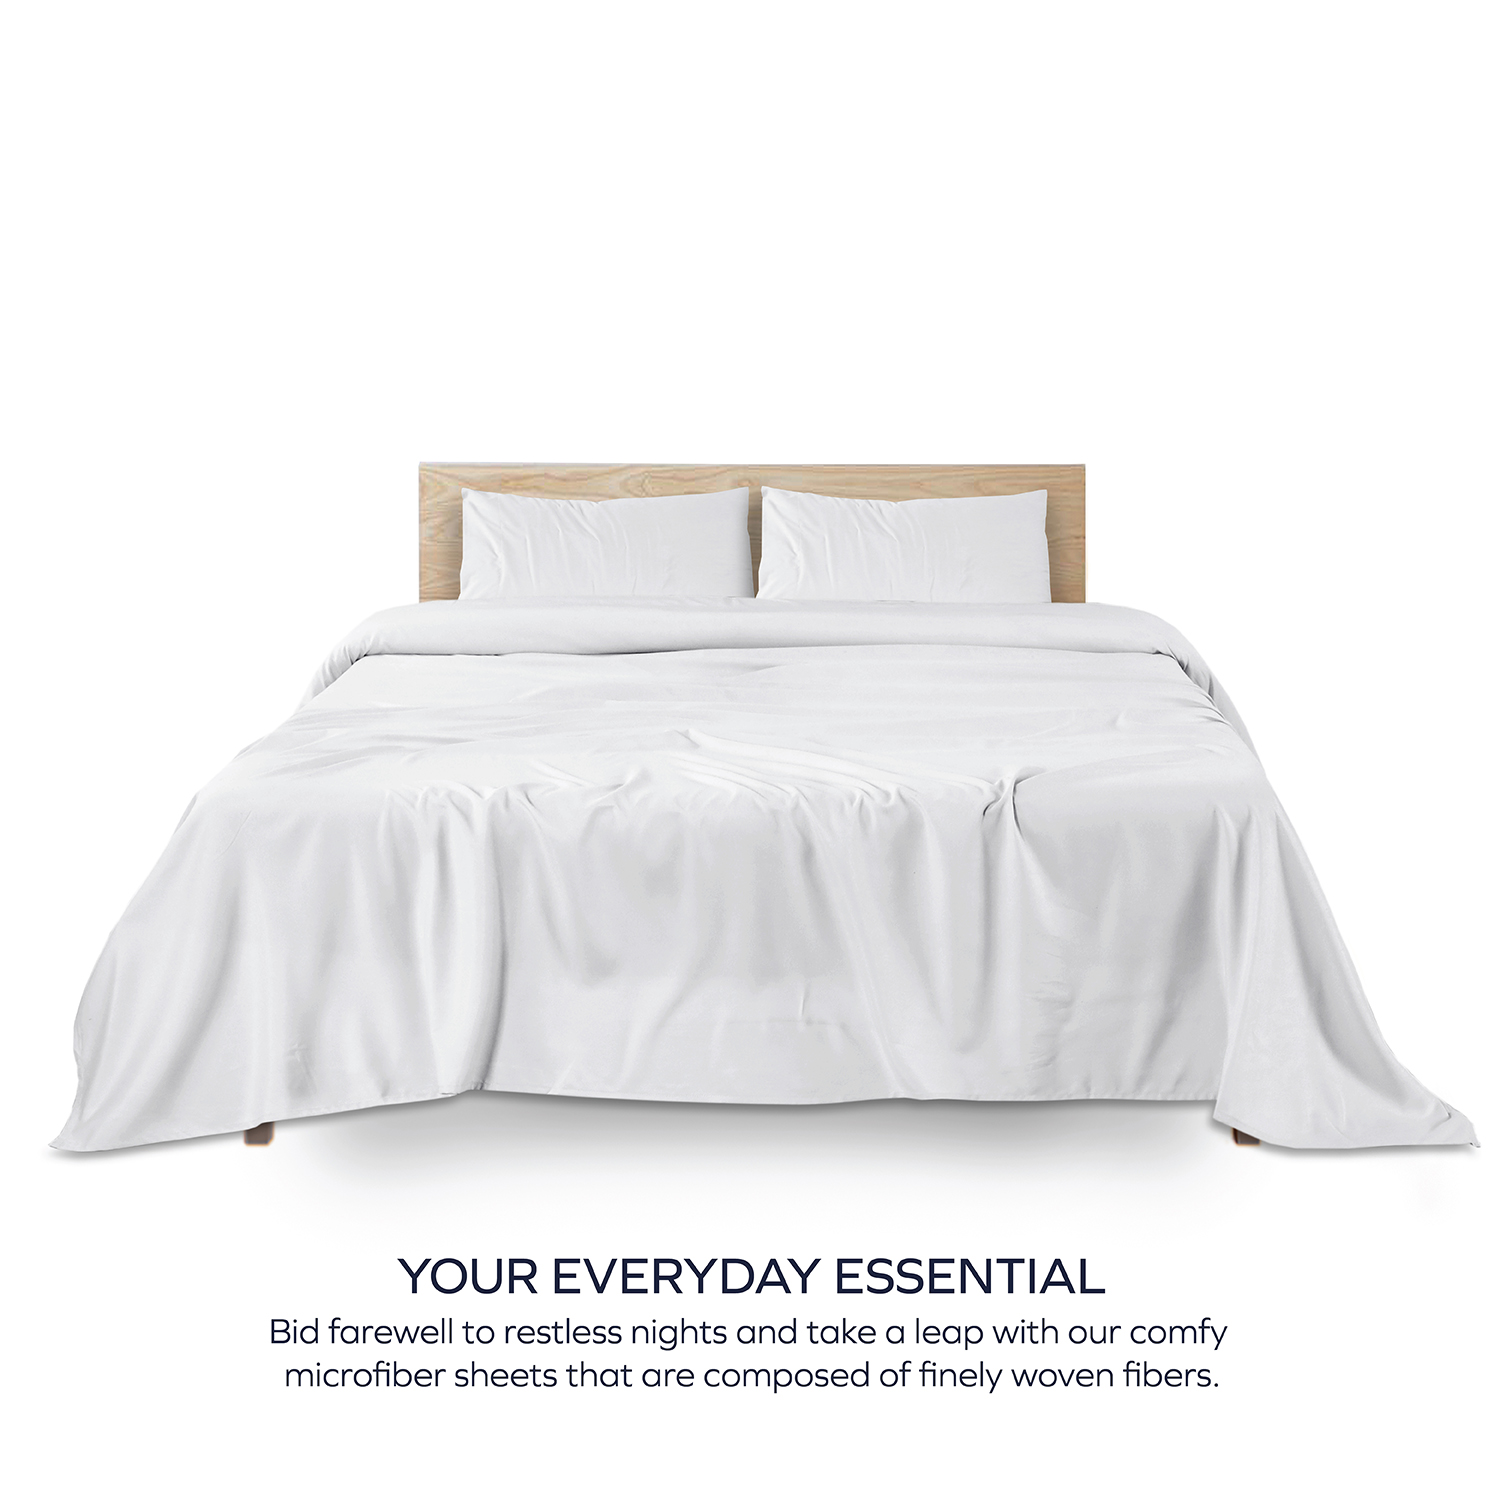 YOUR EVERYDAY ESSENTIAL
Bid farewell to restless nights and take a leap with our comfy
microfiber sheets that are composed of finely woven fibers.